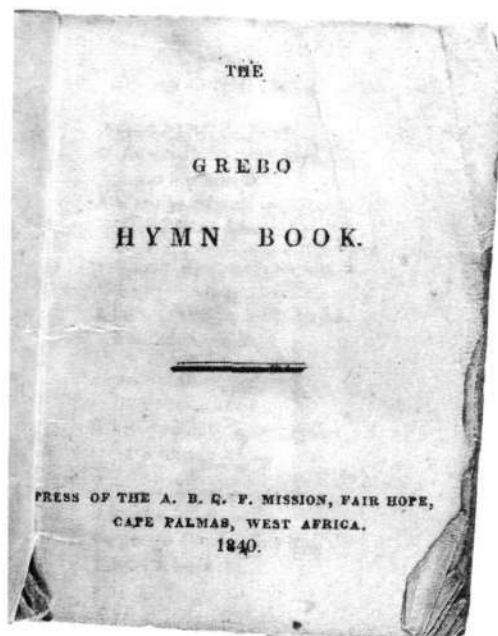 THE
GREBO
HYMN BOOK.
PRESS OF THE A. B. C. F. MISSION, FAIR HOPE,
CAPE PALMAS, WEST AFRICA.
1840.